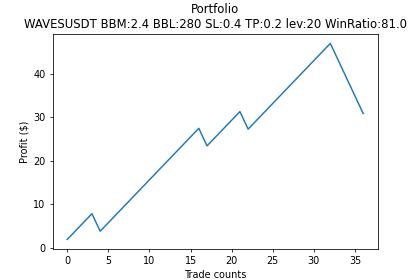 Portfolio
WAVESUSDT BBM:2.4 BBL:280 SL:0.4 TP:0.2 lev:20 WinRatio:81.0
Profit ($)
40
30
20
10
0
0 5 10 15 20 25 30 35
Trade counts